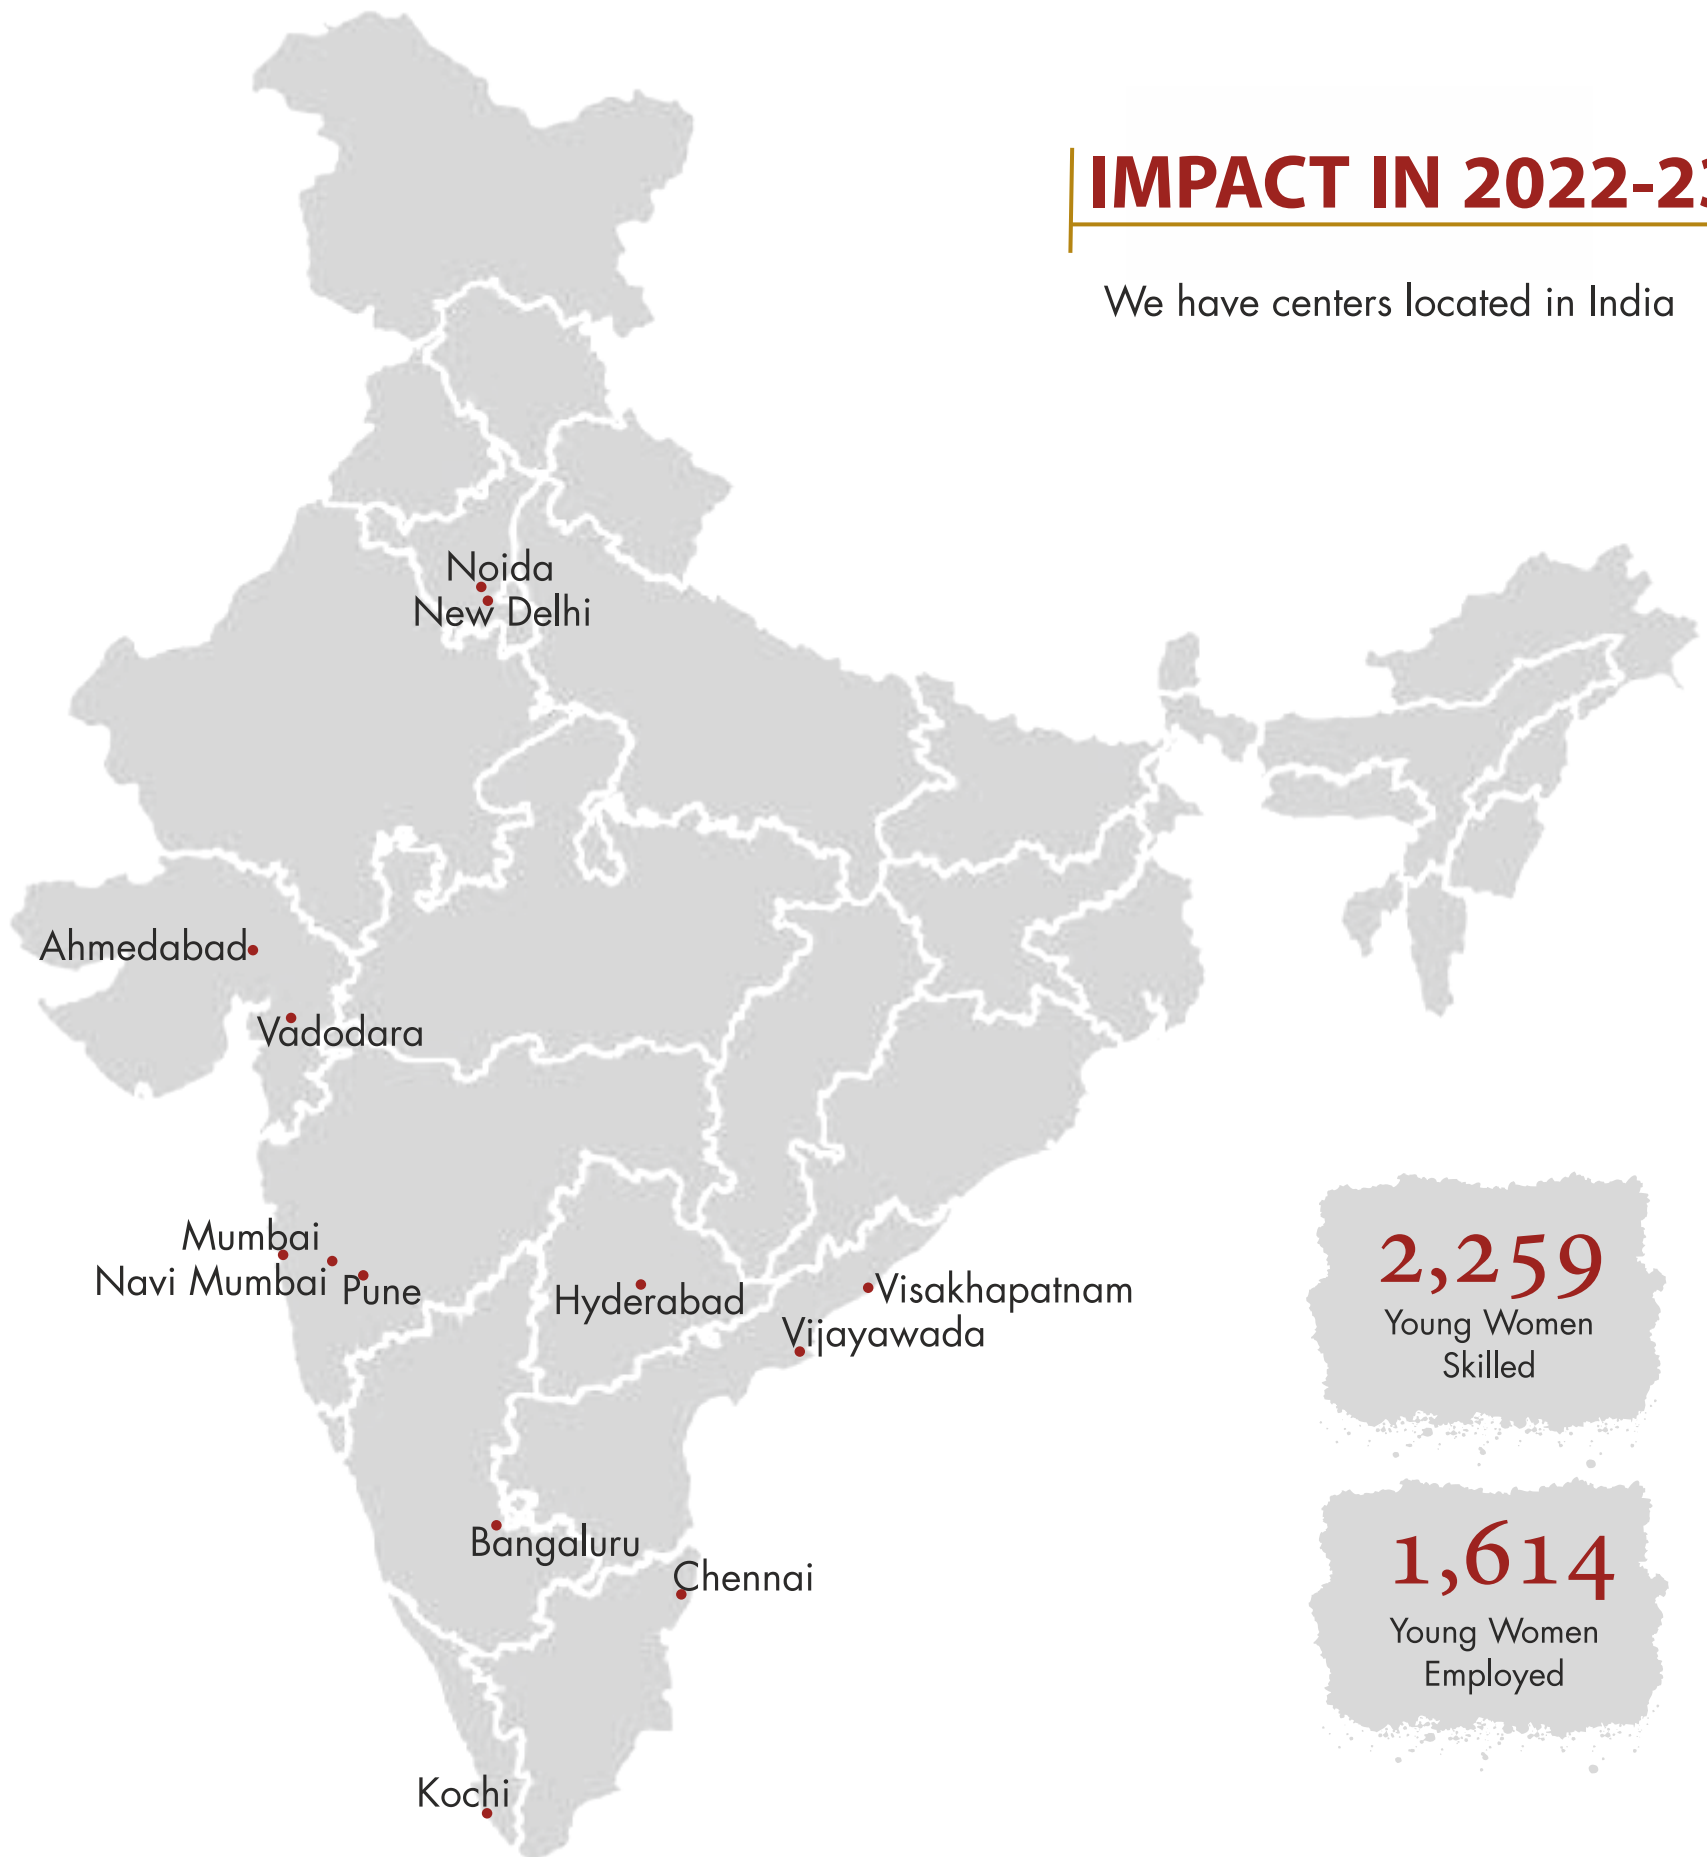 IMPACT IN 2022-23
We have centers located in India
Noida
New Delhi
Ahmedabad
Vadodara
Mumbai
Navi Mumbai
Pune
Hyderabad
Visakhapatnam
Vijayawada
Bangaluru
Chennai
Kochi
2,259
Young Women
Skilled
1,614
Young Women
Employed